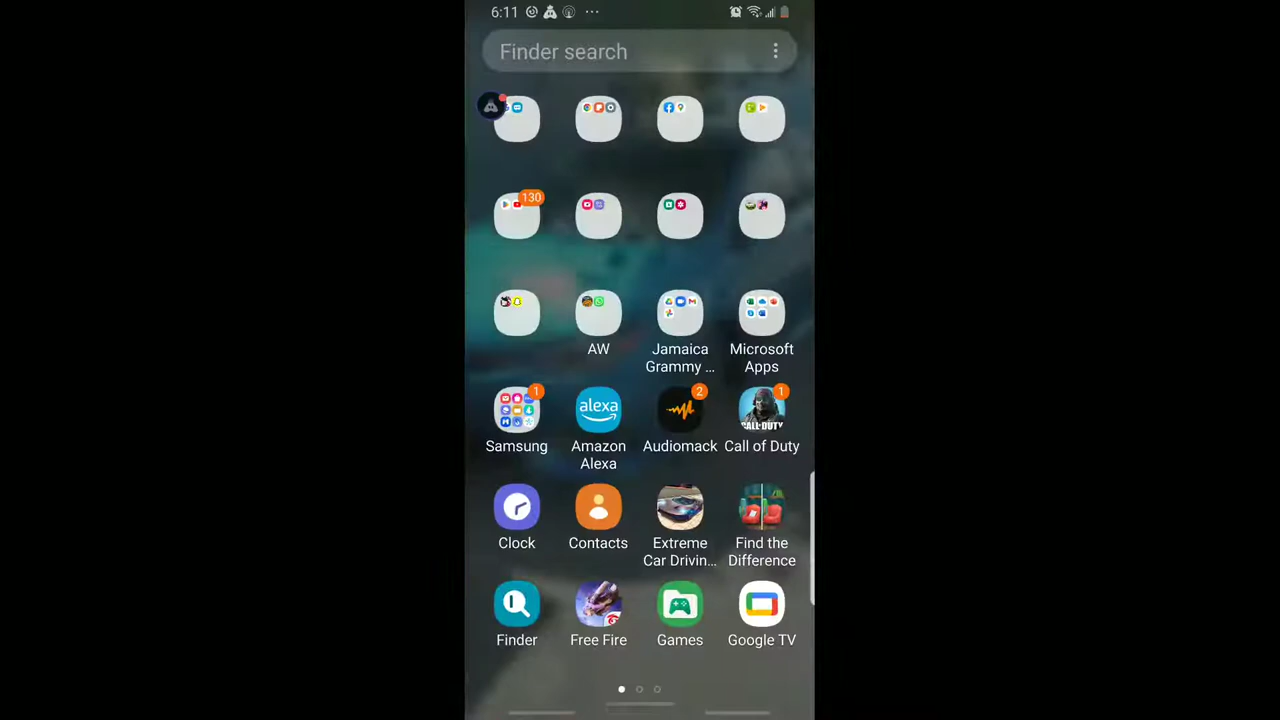 6:11
Finder search
130
AW
Jamaica Grammy ...
Microsoft Apps
1
2
1
alexa
CALL·DUTY
Samsung
Amazon Alexa
Audiomack
Call of Duty
Clock
Contacts
Extreme Car Drivin...
Find the Difference
Finder
Free Fire
Games
Google TV